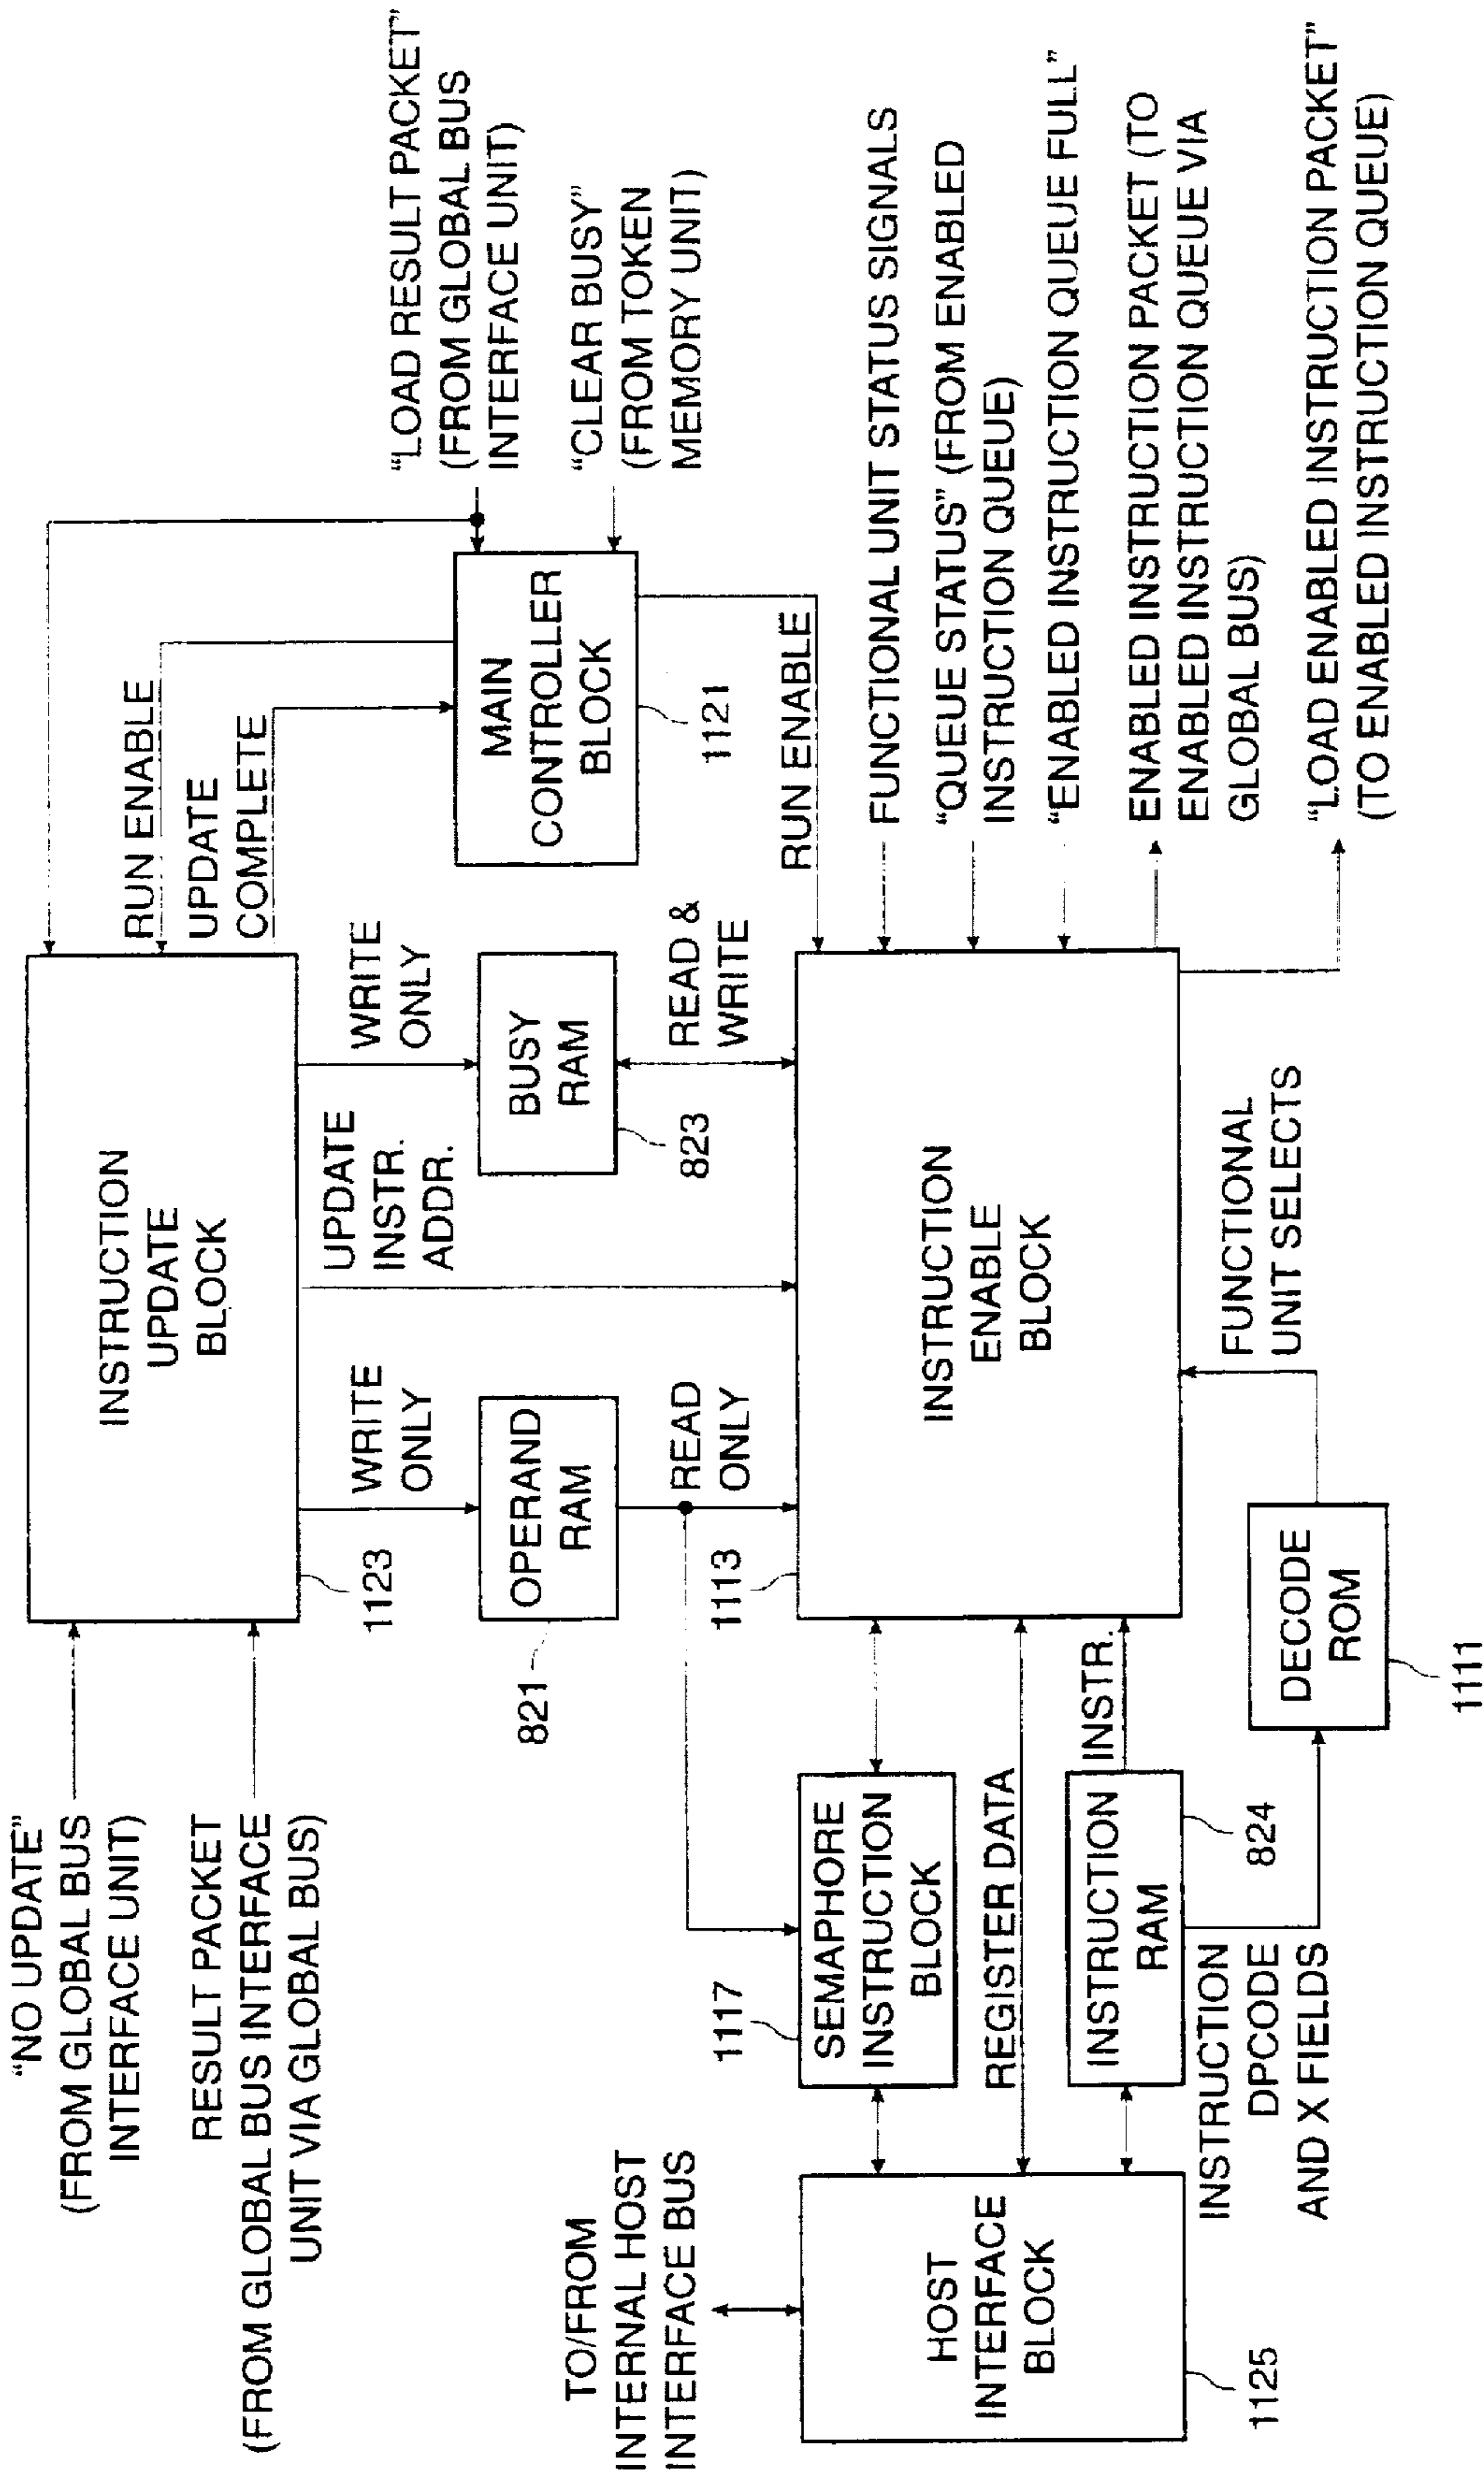 “NO UPDATE”
(FROM GLOBAL BUS
INTERFACE UNIT)
RESULT PACKET
(FROM GLOBAL BUS INTERFACE
UNIT VIA GLOBAL BUS)
INSTRUCTION
UPDATE
BLOCK
1123
RUN ENABLE
UPDATE
COMPLETE
“LOAD RESULT PACKET”
(FROM GLOBAL BUS
INTERFACE UNIT)
“CLEAR BUSY”
(FROM TOKEN
MEMORY UNIT)
WRITE
ONLY
UPDATE
INSTR.
ADDR.
WRITE
ONLY
MAIN
CONTROLLER
BLOCK
1121
OPERAND
RAM
821
BUSY
RAM
823
READ
ONLY
READ &
WRITE
RUN ENABLE
TO/FROM
INTERNAL HOST
INTERFACE BUS
1117
SEMAPHORE
INSTRUCTION
BLOCK
1113
INSTRUCTION
ENABLE
BLOCK
FUNCTIONAL UNIT STATUS SIGNALS
“QUEUE STATUS” (FROM ENABLED
INSTRUCTION QUEUE)
“ENABLED INSTRUCTION QUEUE FULL”
ENABLED INSTRUCTION PACKET (TO
ENABLED INSTRUCTION QUEUE VIA
GLOBAL BUS)
“LOAD ENABLED INSTRUCTION PACKET”
(TO ENABLED INSTRUCTION QUEUE)
HOST
INTERFACE
BLOCK
1125
REGISTER DATA
INSTRUCTION
RAM
824
INSTR.
INSTRUCTION
DPCODE
AND X FIELDS
DECODE
ROM
1111
FUNCTIONAL
UNIT SELECTS